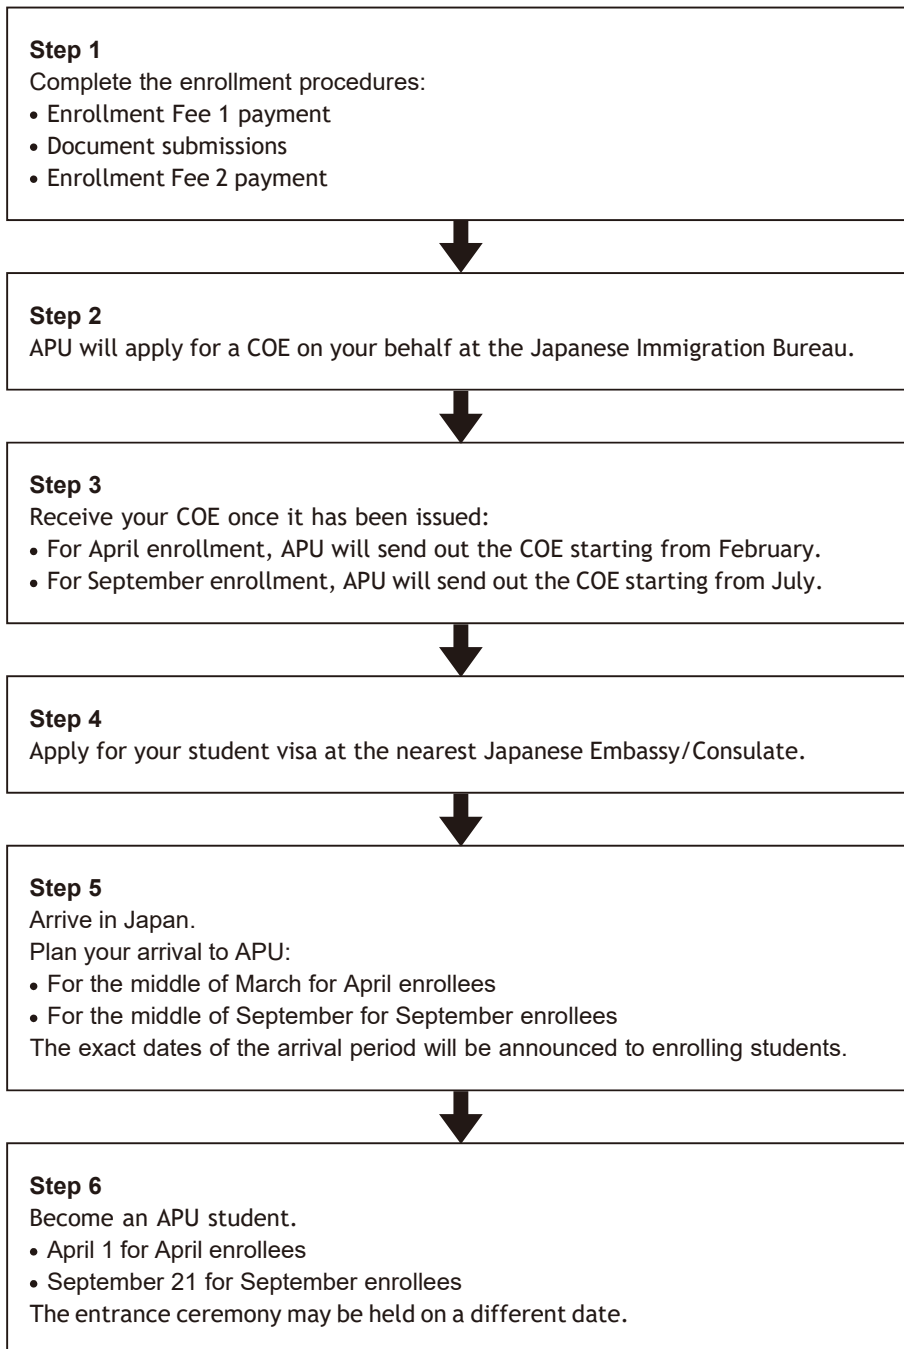 Step 1
Complete the enrollment procedures:
• Enrollment Fee 1 payment
• Document submissions
• Enrollment Fee 2 payment
Step 2
APU will apply for a COE on your behalf at the Japanese Immigration Bureau.
Step 3
Receive your COE once it has been issued:
• For April enrollment, APU will send out the COE starting from February.
• For September enrollment, APU will send out the COE starting from July.
Step 4
Apply for your student visa at the nearest Japanese Embassy/Consulate.
Step 5
Arrive in Japan.
Plan your arrival to APU:
• For the middle of March for April enrollees
• For the middle of September for September enrollees
The exact dates of the arrival period will be announced to enrolling students.
Step 6
Become an APU student.
• April 1 for April enrollees
• September 21 for September enrollees
The entrance ceremony may be held on a different date.